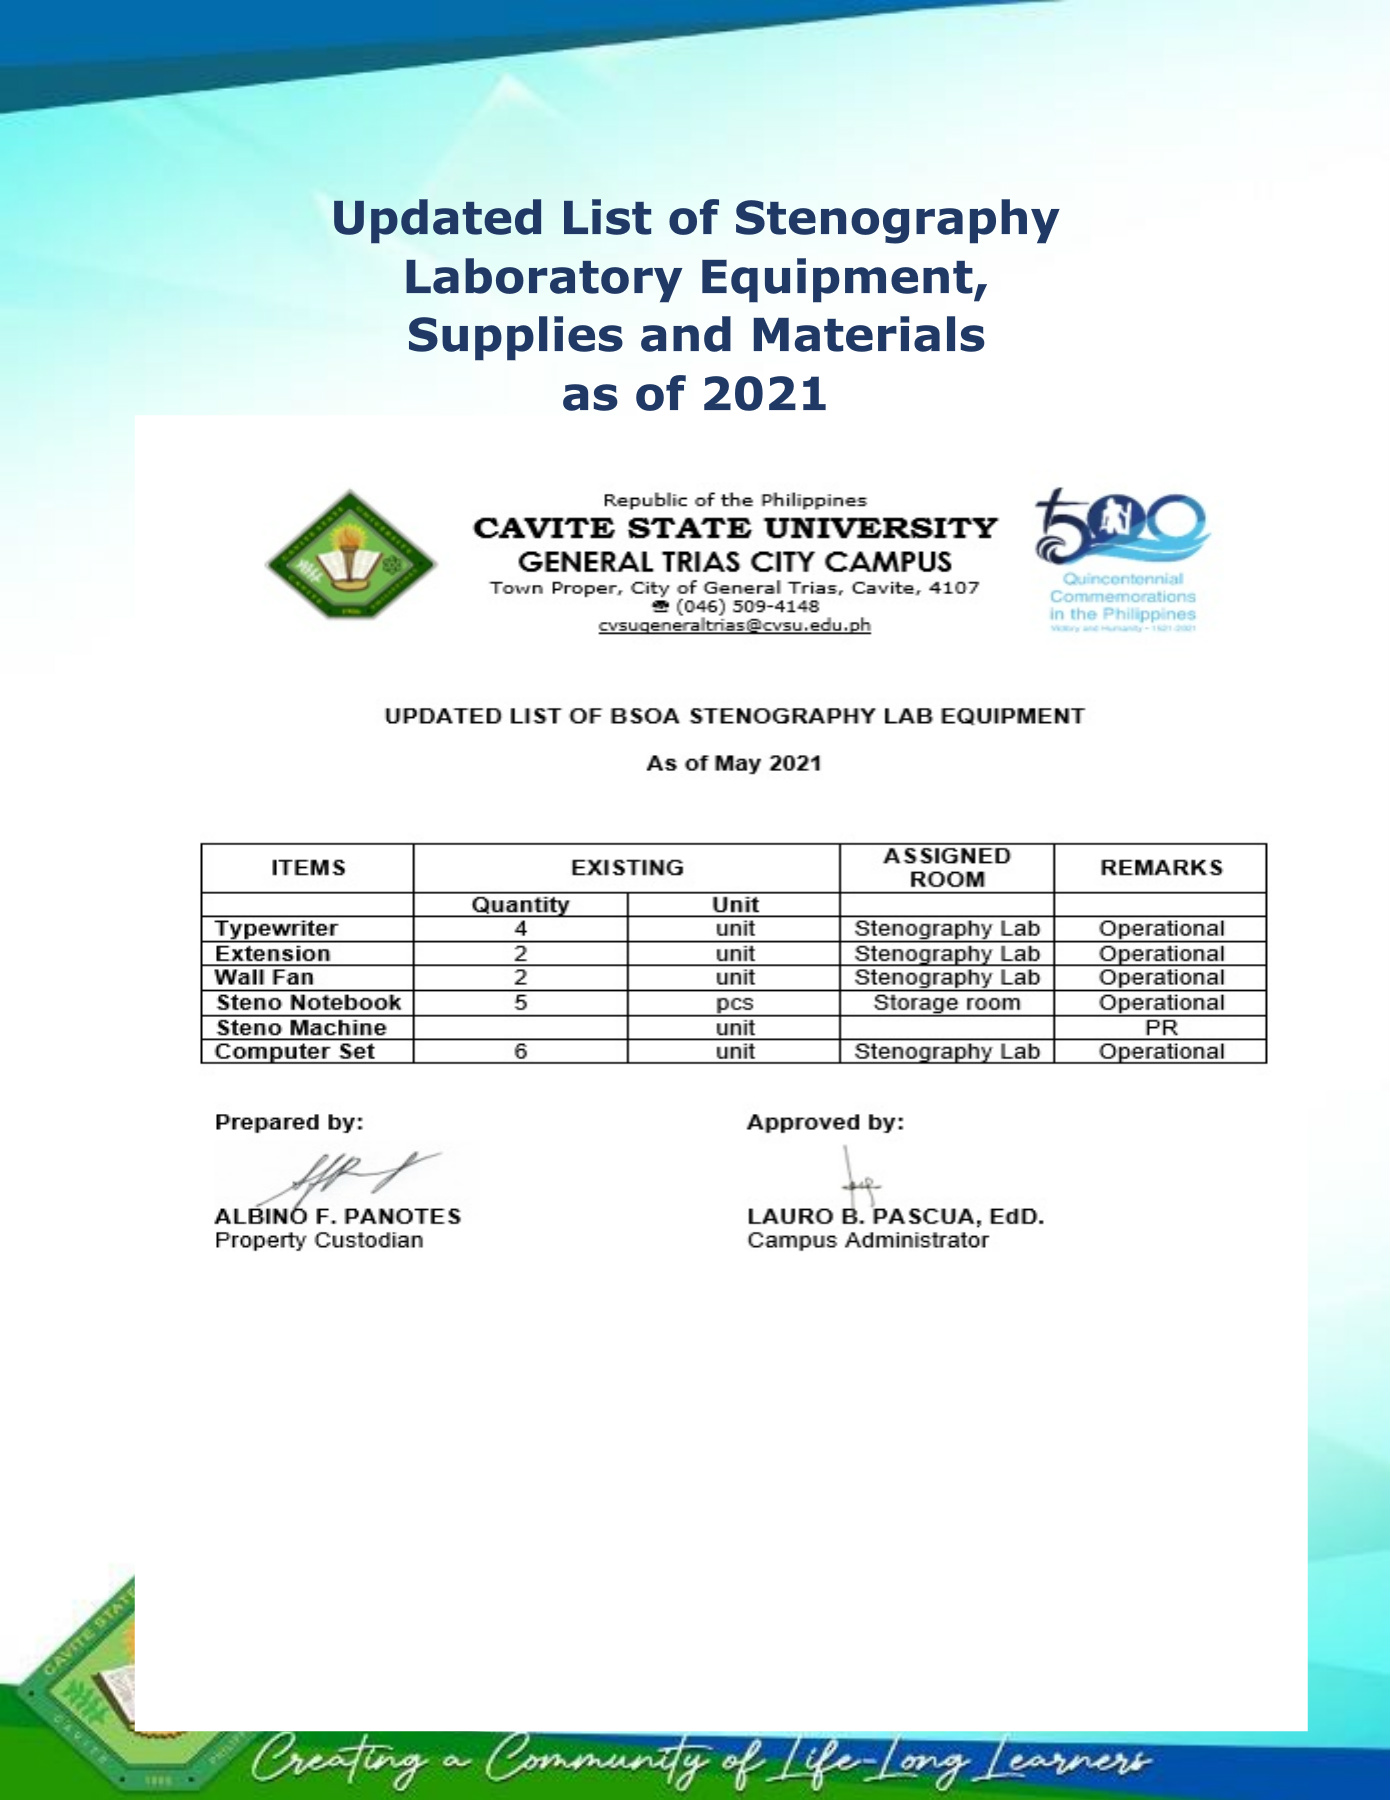 Updated List of Stenography
Laboratory Equipment,
Supplies and Materials
as of 2021
Republic of the Philippines
CAVITE STATE UNIVERSITY
GENERAL TRIAS CITY CAMPUS
Town Proper, City of General Trias, Cavite, 4107
☎ (046) 509-4148
cvsugeneraltrias@cvsu.edu.ph
500
Quincentennial
Commemorations
in the Philippines
Victory and Humanity • 1521-2021
UPDATED LIST OF BSOA STENOGRAPHY LAB EQUIPMENT
As of May 2021
ITEMS EXISTING ASSIGNED ROOM REMARKS
Quantity Unit
Typewriter 4 unit Stenography Lab Operational
Extension 2 unit Stenography Lab Operational
Wall Fan 2 unit Stenography Lab Operational
Steno Notebook 5 pcs Storage room Operational
Steno Machine unit PR
Computer Set 6 unit Stenography Lab Operational
Prepared by: Approved by:
ALBINO F. PANOTES LAURO B. PASCUA, EdD.
Property Custodian Campus Administrator
CAVITE STATE
CAVITE
1906
Creating a Community of Life-Long Learners